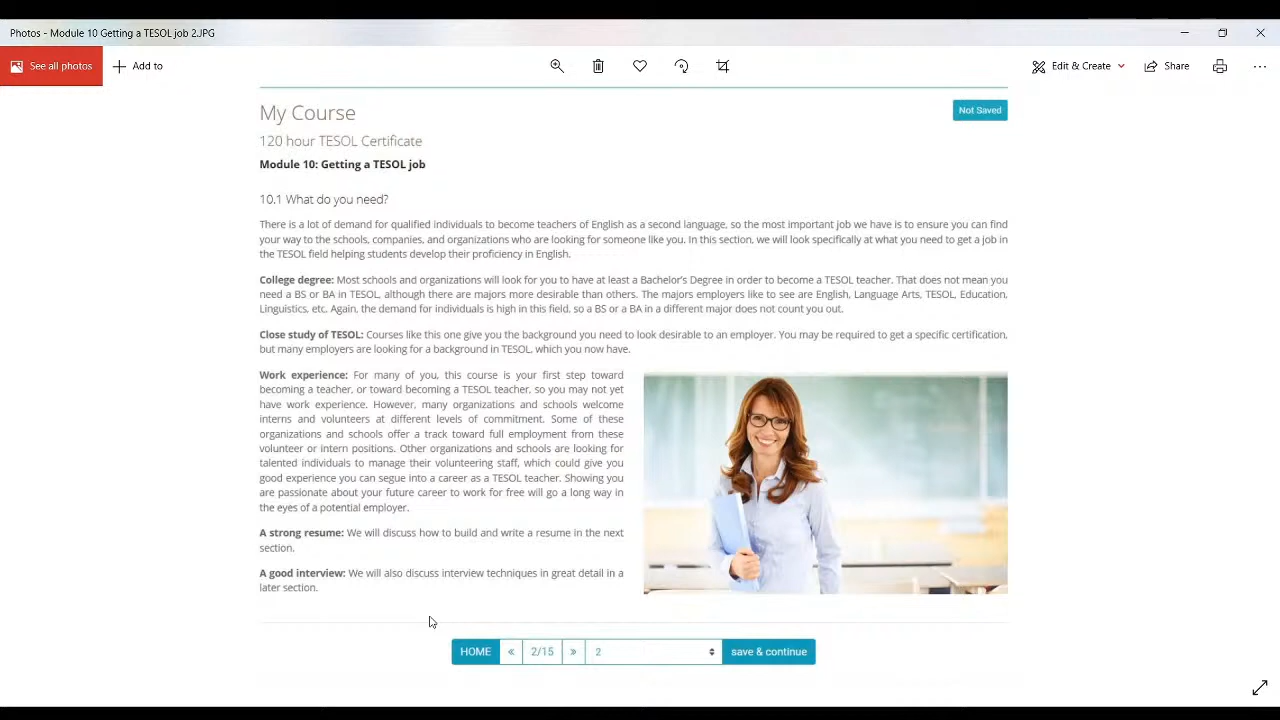 Photos - Module 10 Getting a TESOL job 2.JPG
See all photos
Add to
Edit & Create
Share
My Course
Not Saved
120 hour TESOL Certificate
Module 10: Getting a TESOL job
10.1 What do you need?
There is a lot of demand for qualified individuals to become teachers of English as a second language, so the most important job we have is to ensure you can find
your way to the schools, companies, and organizations who are looking for someone like you. In this section, we will look specifically at what you need to get a job in
the TESOL field helping students develop their proficiency in English.
College degree: Most schools and organizations will look for you to have at least a Bachelor's Degree in order to become a TESOL teacher. That does not mean you
need a BS or BA in TESOL, although there are majors more desirable than others. The majors employers like to see are English, Language Arts, TESOL, Education,
Linguistics, etc. Again, the demand for individuals is high in this field, so a BS or a BA in a different major does not count you out.
Close study of TESOL: Courses like this one give you the background you need to look desirable to an employer. You may be required to get a specific certification,
but many employers are looking for a background in TESOL, which you now have.
Work experience: For many of you, this course is your first step toward
becoming a teacher, or toward becoming a TESOL teacher, so you may not yet
have work experience. However, many organizations and schools welcome
interns and volunteers at different levels of commitment. Some of these
organizations and schools offer a track toward full employment from these
volunteer or intern positions. Other organizations and schools are looking for
talented individuals to manage their volunteering staff, which could give you
good experience you can segue into a career as a TESOL teacher. Showing you
are passionate about your future career to work for free will go a long way in
the eyes of a potential employer.
A strong resume: We will discuss how to build and write a resume in the next
section.
A good interview: We will also discuss interview techniques in great detail in a
later section.
HOME « 2/15 » 2 save & continue